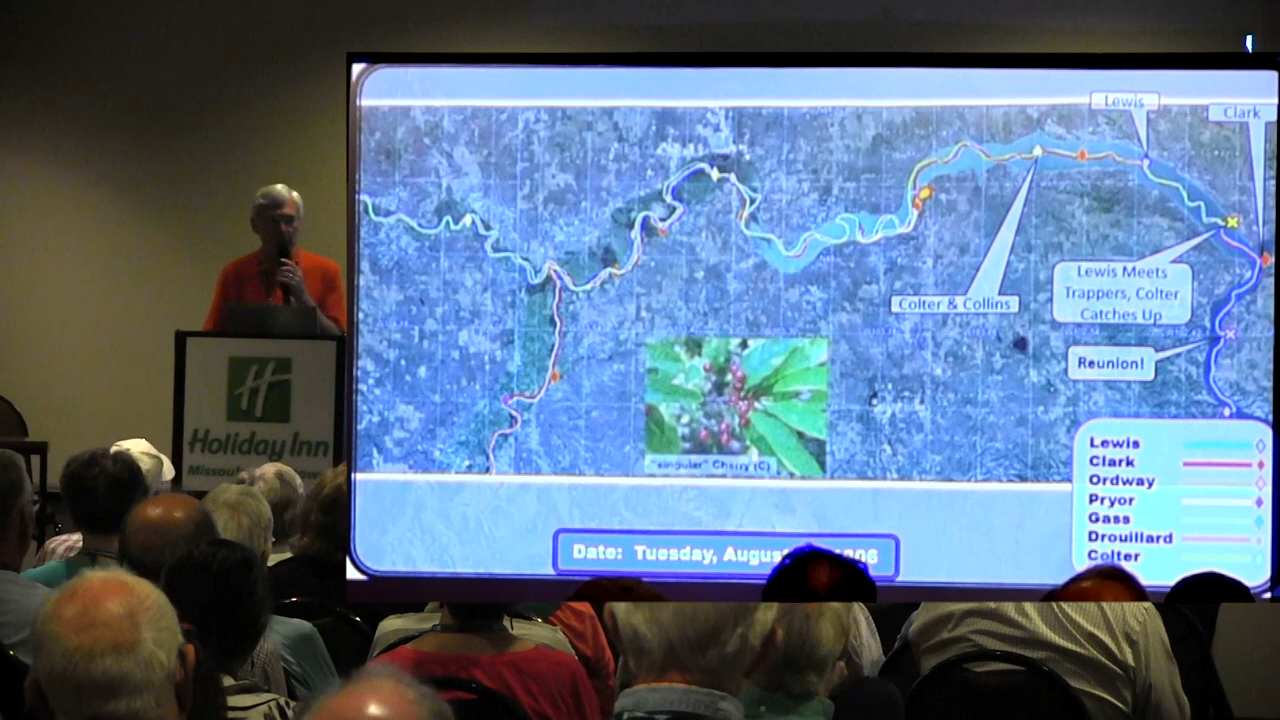 Lewis
Clark
Colter & Collins
Lewis Meets
Trappers, Colter
Catches Up
Reunion!
"singular" Cherry (C)
Holiday Inn
Lewis
Clark
Ordway
Pryor
Gass
Drouillard
Colter
Date: Tuesday, August